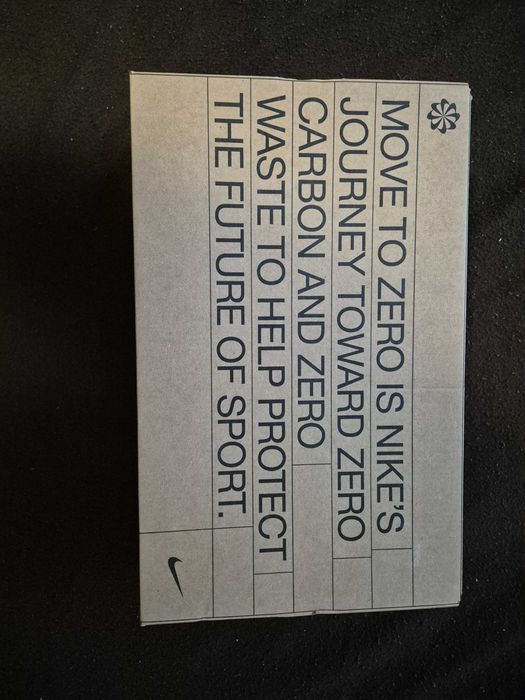 MOVE TO ZERO IS NIKE'S
JOURNEY TOWARD ZERO
CARBON AND ZERO
WASTE TO HELP PROTECT
THE FUTURE OF SPORT.